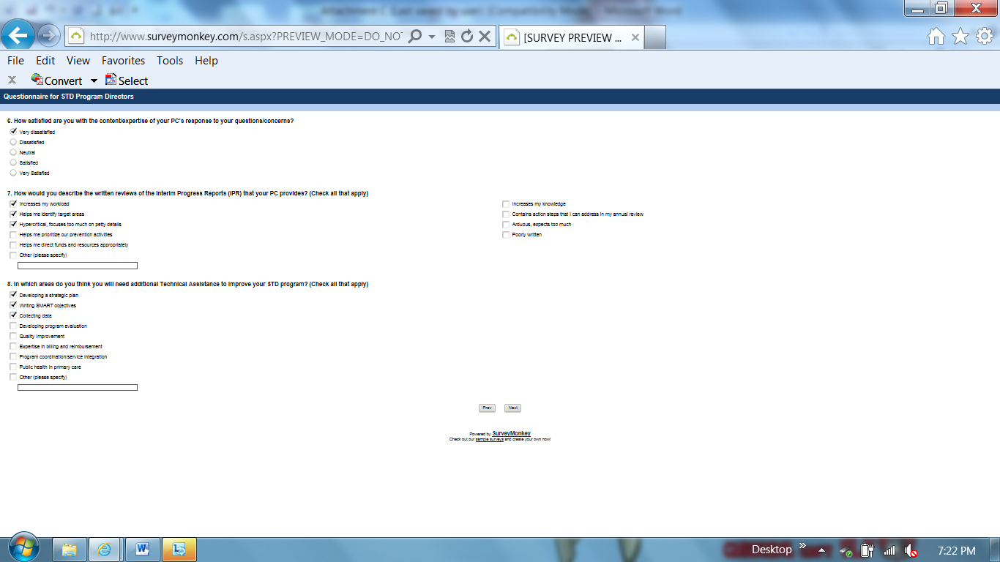 Attachment C (Last saved by user) [Compatibility Mode] - Microsoft Word
http://www.surveymonkey.com/s.aspx?PREVIEW_MODE=DO_NOT
[SURVEY PREVIEW ...
File Edit View Favorites Tools Help
Convert Select
Questionnaire for STD Program Directors
6. How satisfied are you with the content/expertise of your PC's response to your questions/concerns?
Very dissatisfied
Dissatisfied
Neutral
Satisfied
Very Satisfied
7. How would you describe the written reviews of the Interim Progress Reports (IPR) that your PC provides? (Check all that apply)
Increases my workload
Increases my knowledge
Helps me identify target areas
Contains action steps that I can address in my annual review
Hypercritical, focuses too much on petty details
Arduous, expects too much
Helps me prioritize our prevention activities
Poorly written
Helps me direct funds and resources appropriately
Other (please specify)
8. In which areas do you think you will need additional Technical Assistance to improve your STD program? (Check all that apply)
Developing a strategic plan
Writing SMART objectives
Collecting data
Developing program evaluation
Quality Improvement
Expertise in billing and reimbursement
Program coordination/service integration
Public health in primary care
Other (please specify)
Prev Next
Powered by SurveyMonkey
Check out our sample surveys and create your own now!
Desktop 7:22 PM